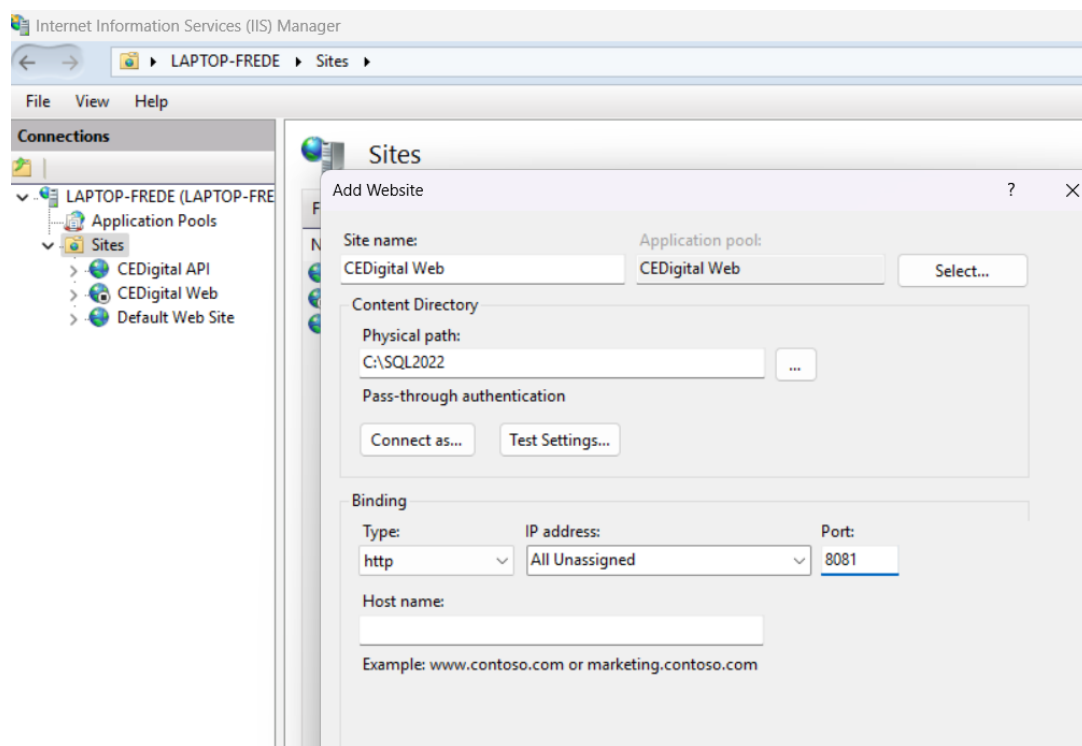 Internet Information Services (IIS) Manager
LAPTOP-FREDE Sites
File View Help
Connections
LAPTOP-FREDE (LAPTOP-FRE
Application Pools
Sites
CEDigital API
CEDigital Web
Default Web Site
Sites
F
N
Add Website
? X
Site name: Application pool:
CEDigital Web CEDigital Web Select...
Content Directory
Physical path:
C:\SQL2022 ...
Pass-through authentication
Connect as... Test Settings...
Binding
Type: IP address: Port:
http All Unassigned 8081
Host name:
Example: www.contoso.com or marketing.contoso.com